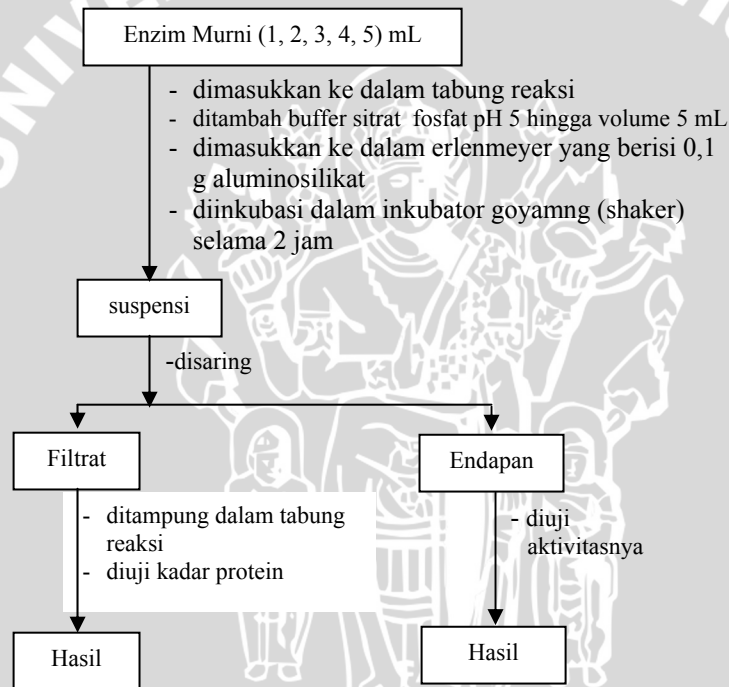 UNIVE
Enzim Murni (1, 2, 3, 4, 5) mL
- dimasukkan ke dalam tabung reaksi
- ditambah buffer sitrat fosfat pH 5 hingga volume 5 mL
- dimasukkan ke dalam erlenmeyer yang berisi 0,1
g aluminosilikat
- diinkubasi dalam inkubator goyamng (shaker)
selama 2 jam
suspensi
-disaring
Filtrat
Endapan
- ditampung dalam tabung
reaksi
- diuji kadar protein
- diuji
aktivitasnya
Hasil
Hasil